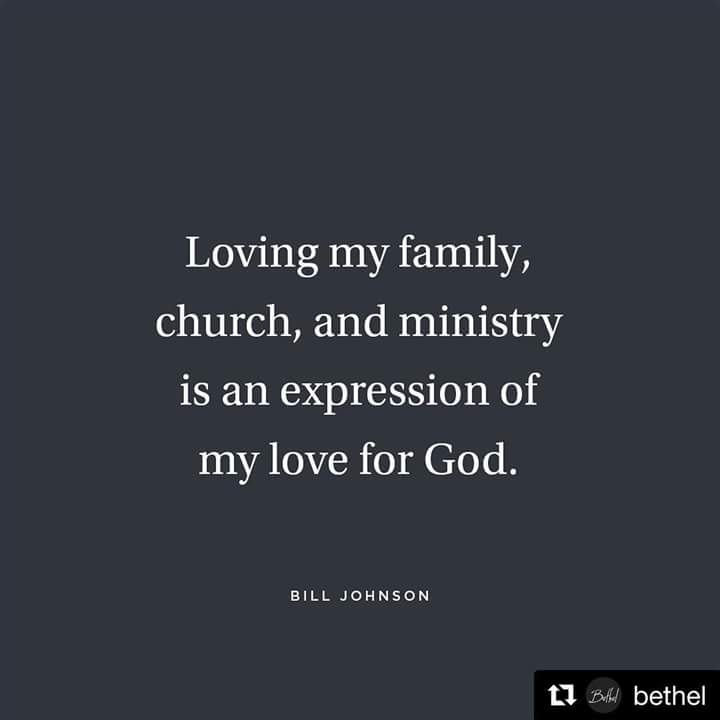 Loving my family,
church, and ministry
is an expression of
my love for God.
BILL JOHNSON
Bethel bethel